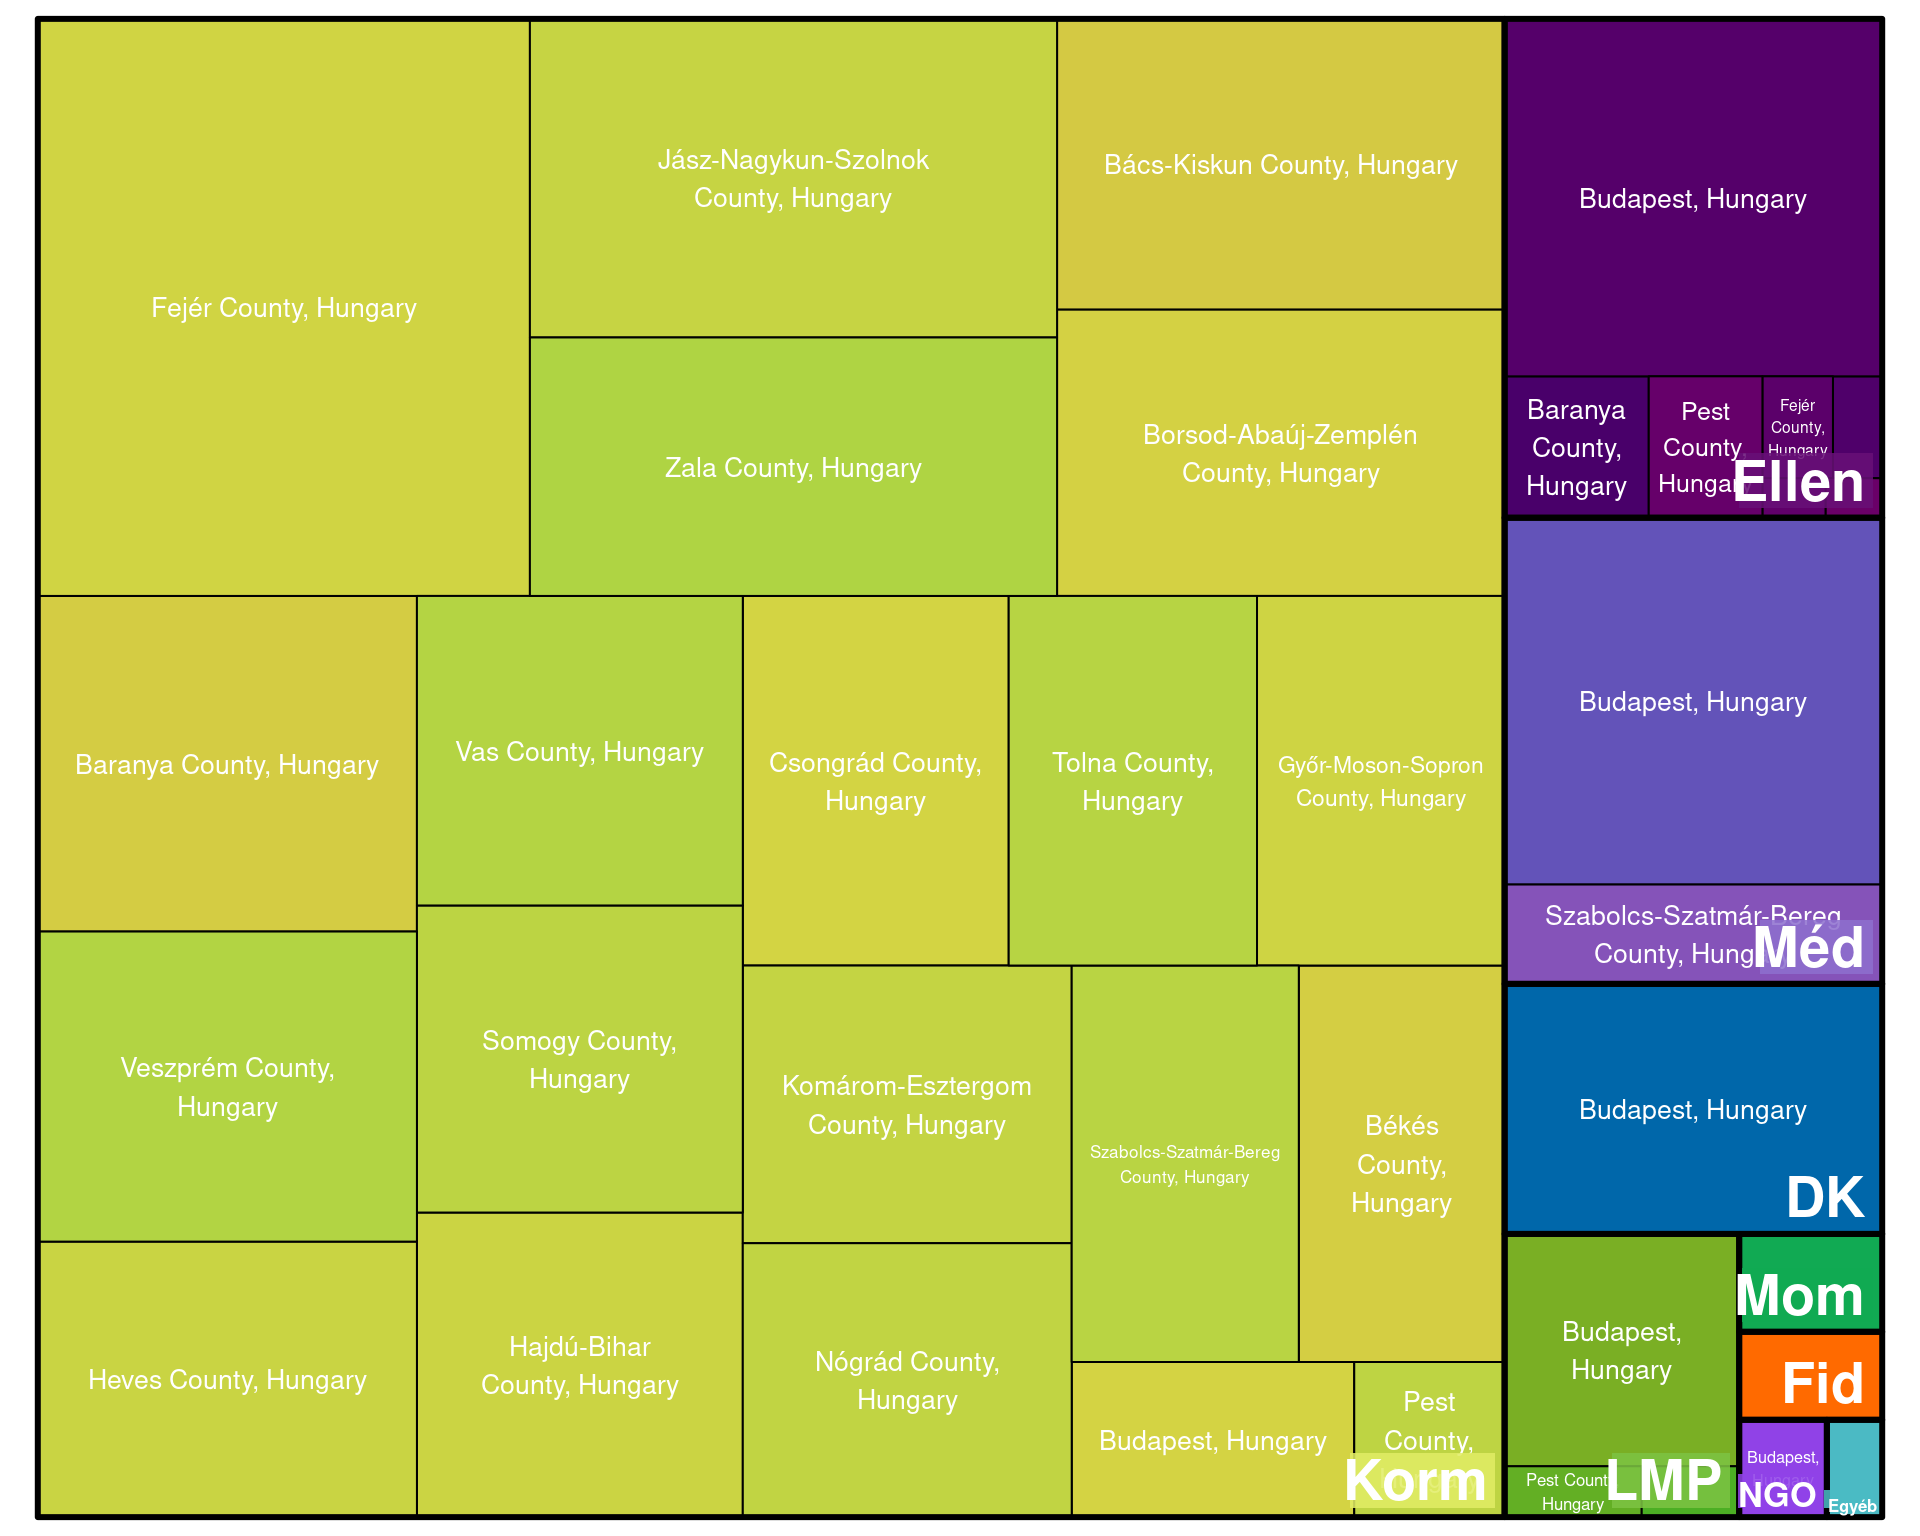 Fejér County, Hungary
Jász-Nagykun-Szolnok
County, Hungary
Zala County, Hungary
Bács-Kiskun County, Hungary
Borsod-Abaúj-Zemplén
County, Hungary
Baranya County, Hungary
Veszprém County,
Hungary
Heves County, Hungary
Vas County, Hungary
Somogy County,
Hungary
Hajdú-Bihar
County, Hungary
Csongrád County,
Hungary
Tolna County,
Hungary
Győr-Moson-Sopron
County, Hungary
Komárom-Esztergom
County, Hungary
Nógrád County,
Hungary
Szabolcs-Szatmár-Bereg
County, Hungary
Békés
County,
Hungary
Budapest, Hungary
Pest
County,
Korm
Budapest, Hungary
Baranya
County,
Hungary
Pest
County,
Hungary
Fejér
County,
Hungary
Ellen
Budapest, Hungary
Szabolcs-Szatmár-Bereg
County, Hungary
Méd
Budapest, Hungary
DK
Budapest,
Hungary
Pest County,
Hungary
LMP
Mom
Fid
Budapest,
Hungary
NGO
Egyéb